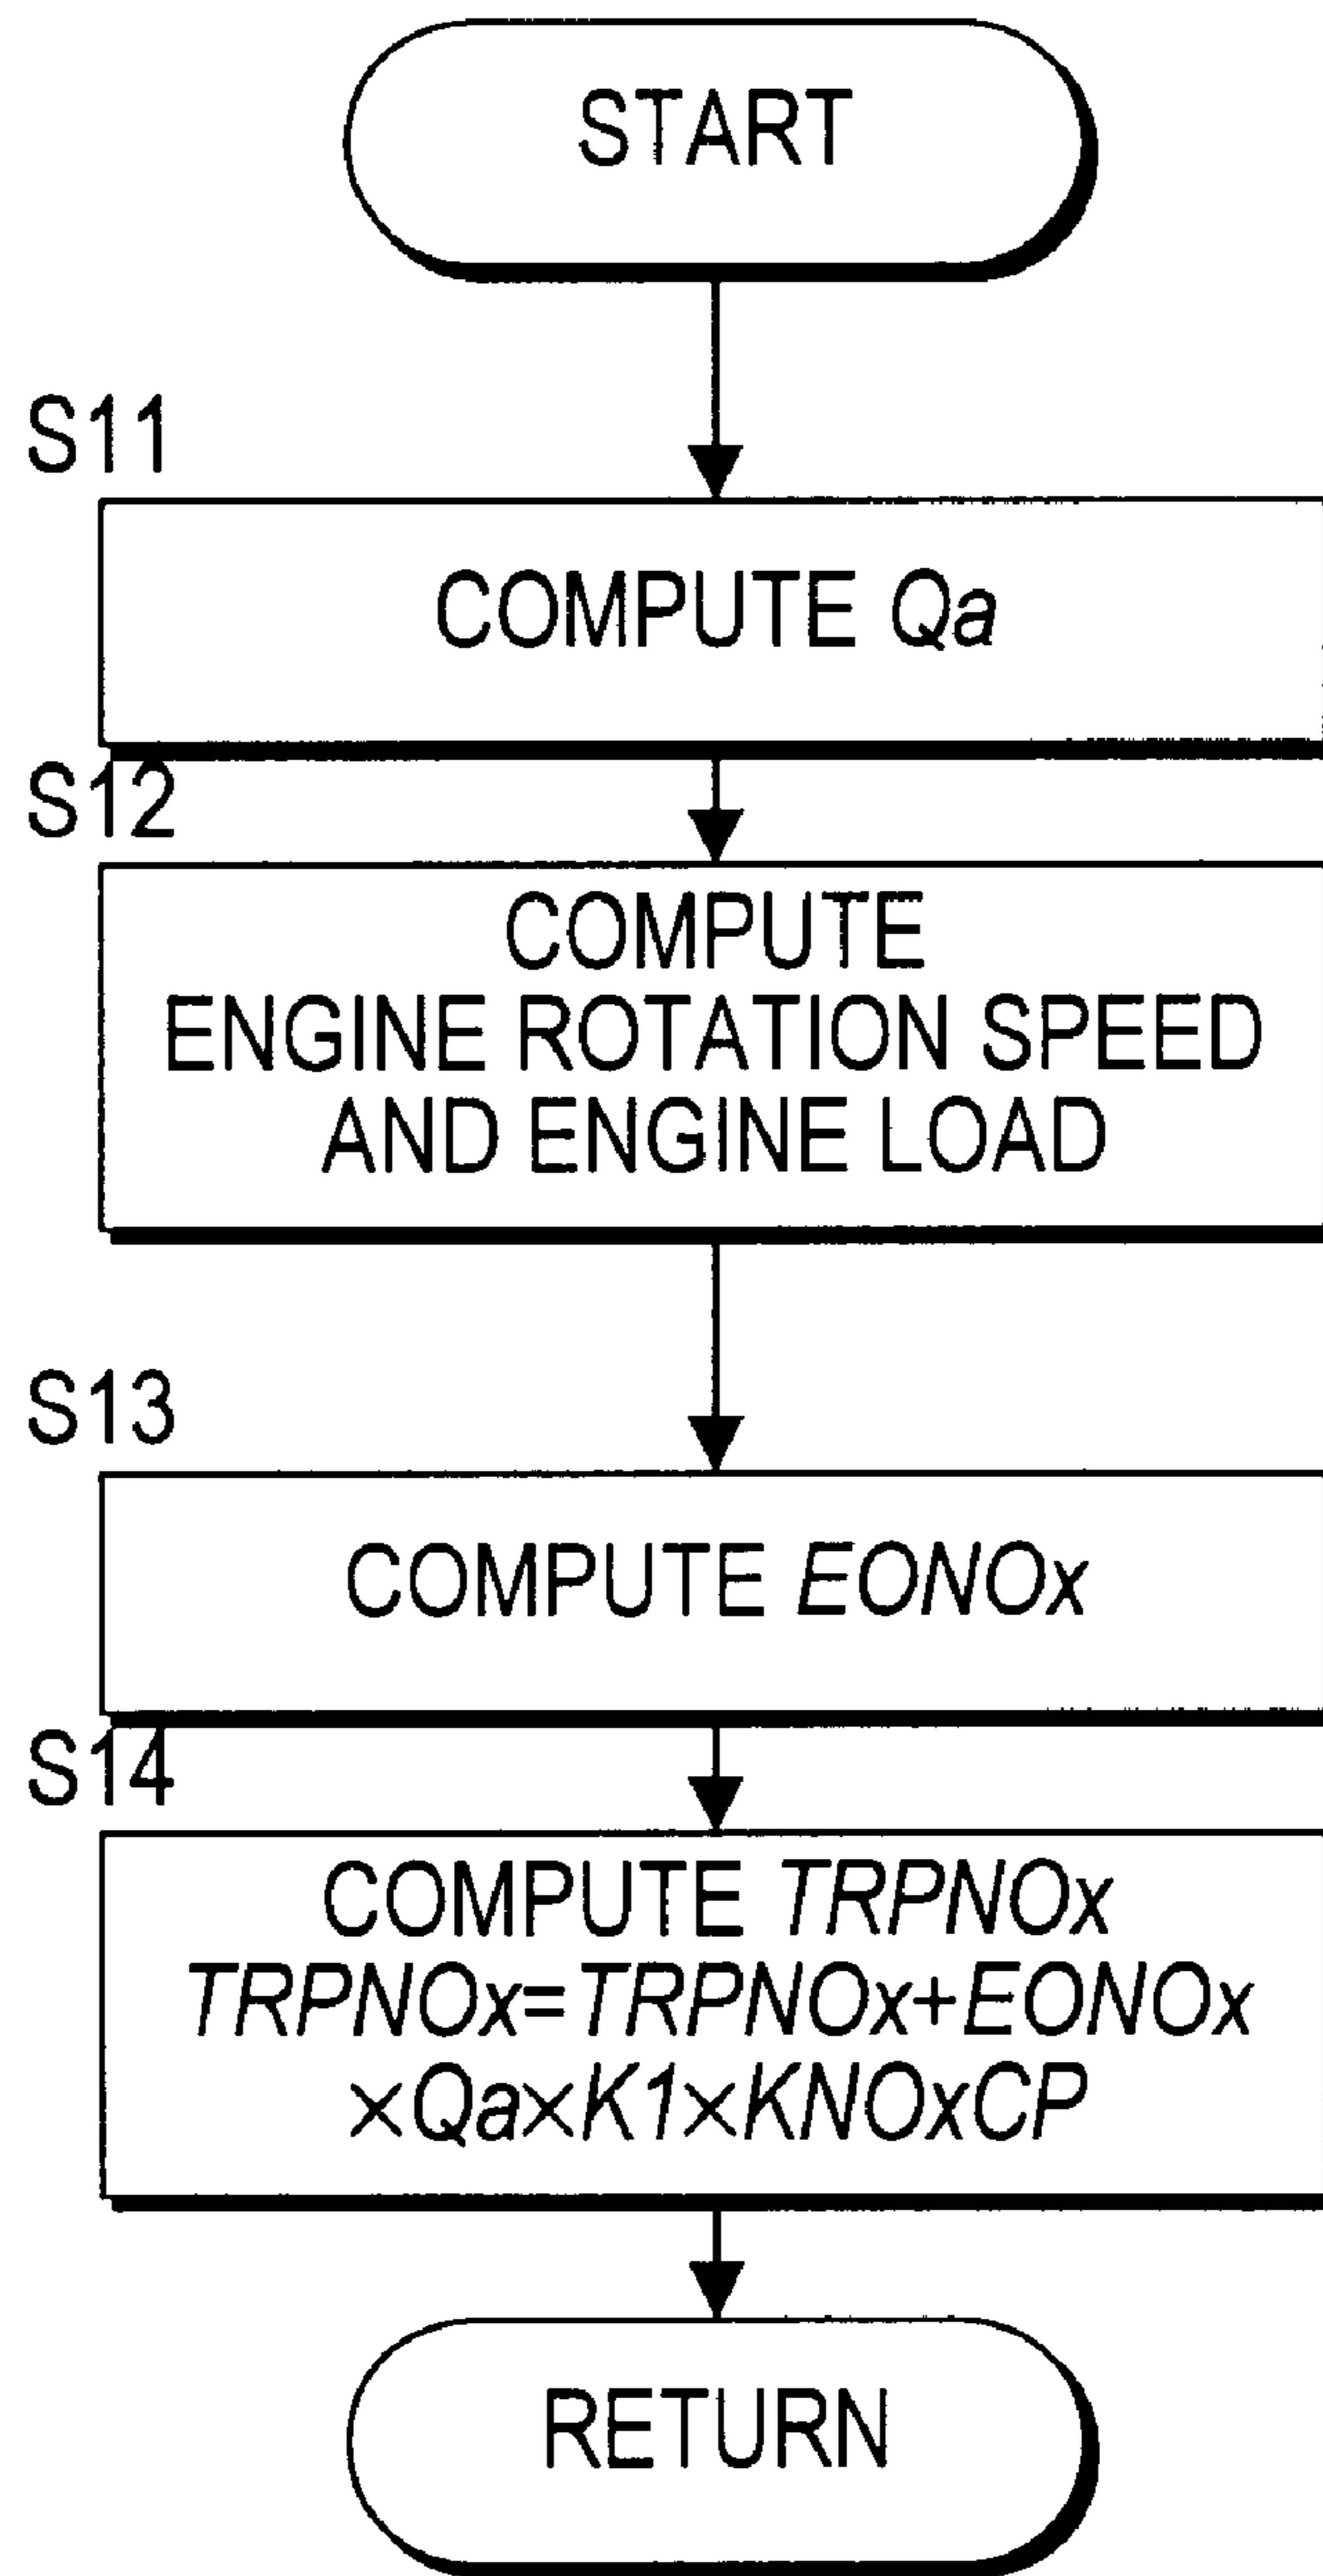 START
S11
COMPUTE Qa
S12
COMPUTE
ENGINE ROTATION SPEED
AND ENGINE LOAD
S13
COMPUTE EONOx
S14
COMPUTE TRPNOx
TRPNOx=TRPNOx+EONOx
×Qa×K1×KNOxCP
RETURN